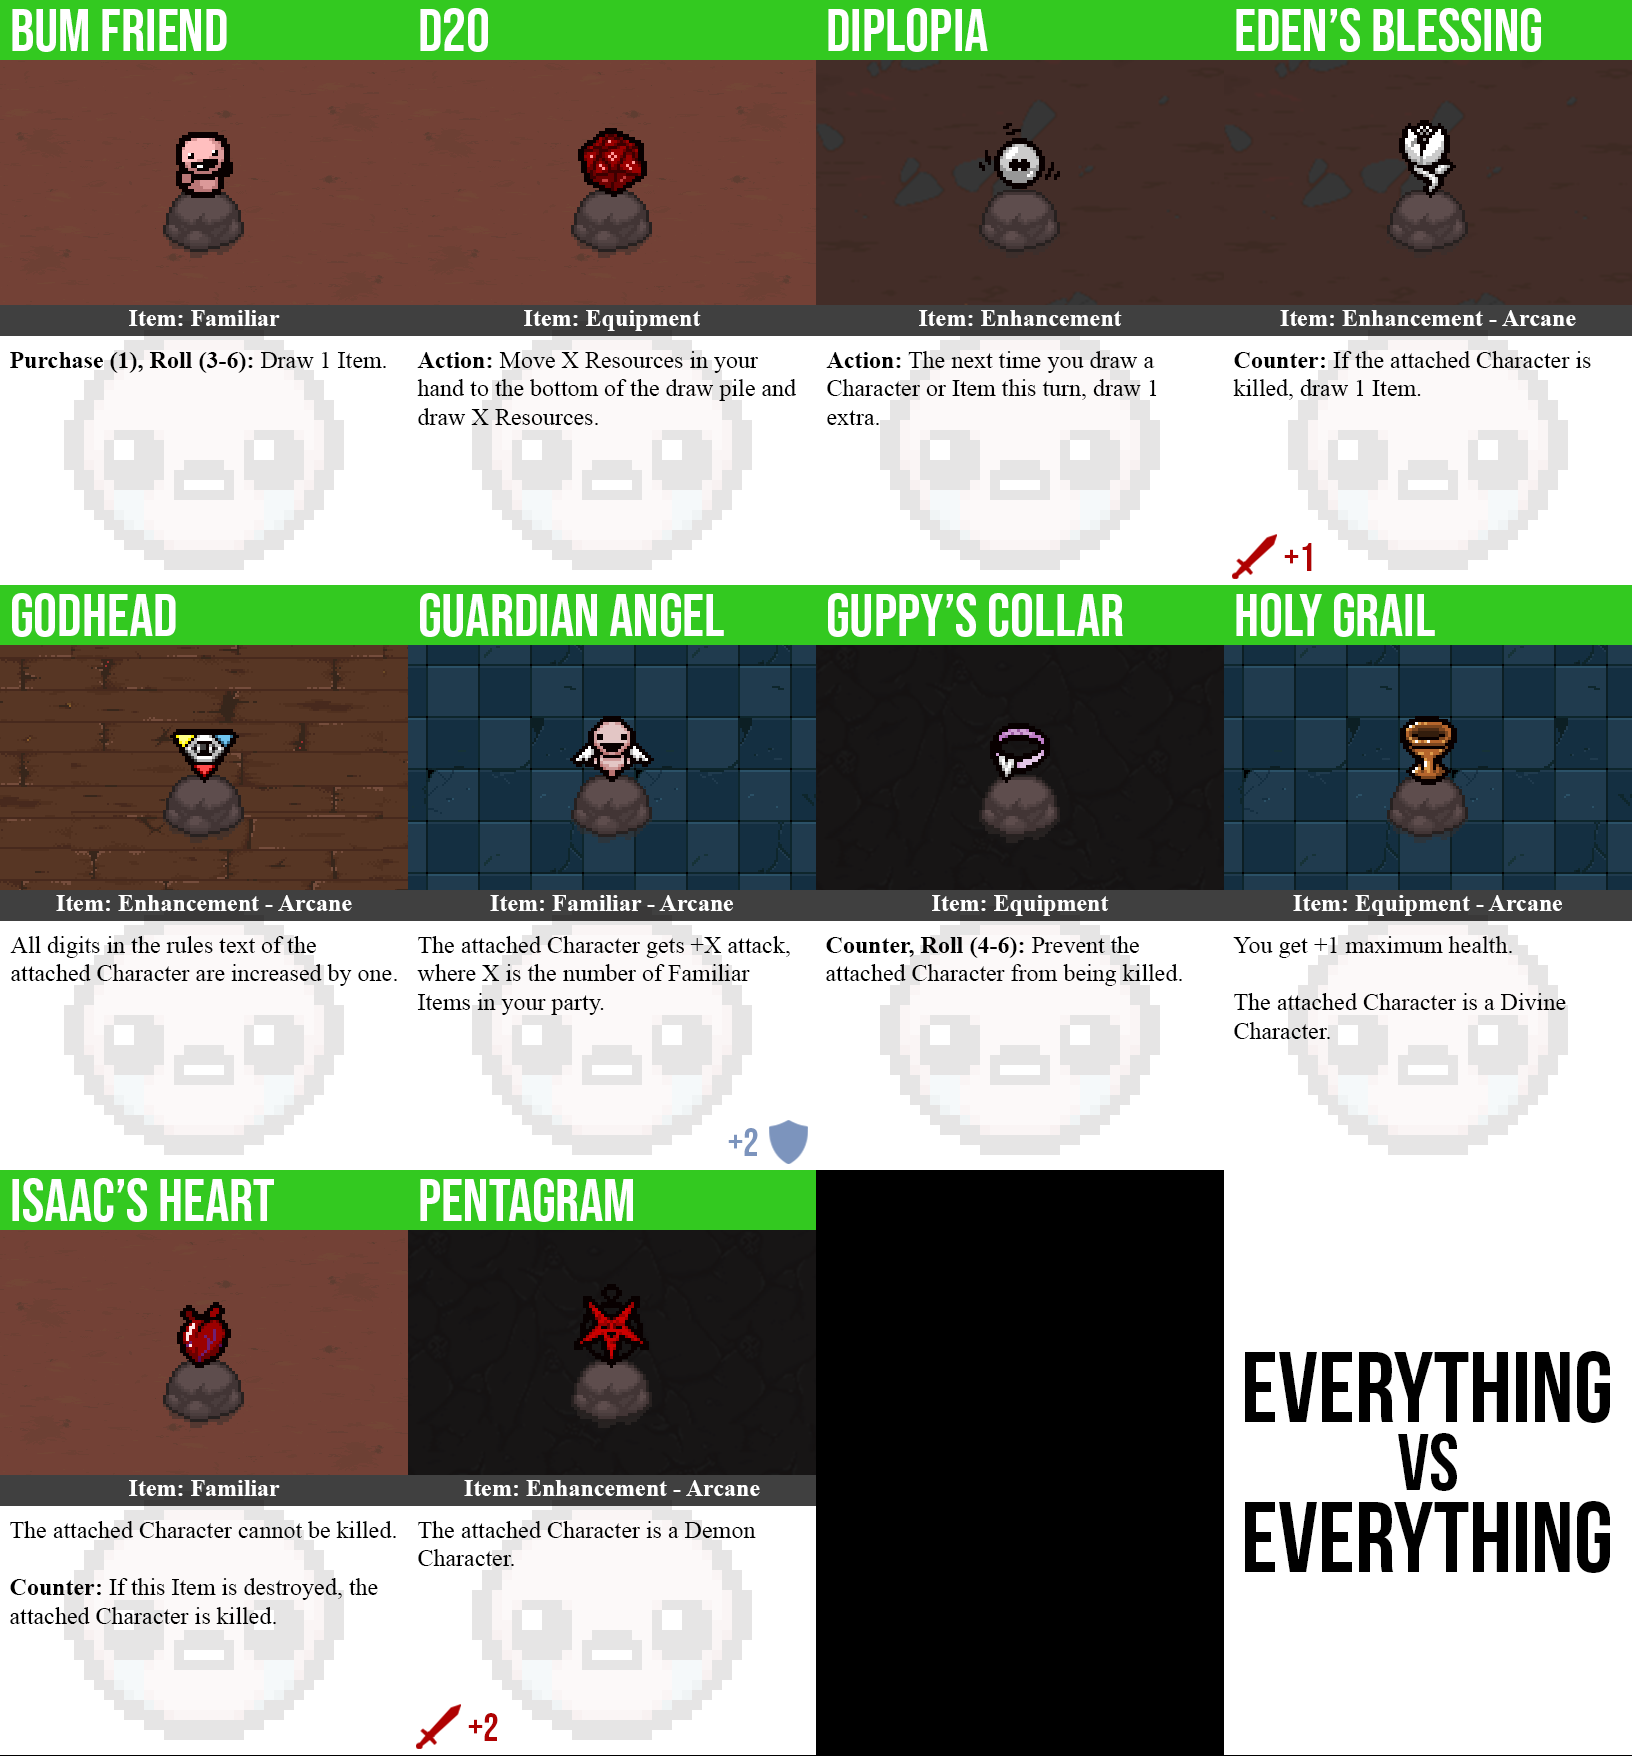 BUM FRIEND
Item: Familiar
Purchase (1), Roll (3-6): Draw 1 Item.
D20
Item: Equipment
Action: Move X Resources in your
hand to the bottom of the draw pile and
draw X Resources.
DIPLOPIA
Item: Enhancement
Action: The next time you draw a
Character or Item this turn, draw 1
extra.
EDEN'S BLESSING
Item: Enhancement - Arcane
Counter: If the attached Character is
killed, draw 1 Item.
+1
GODHEAD
Item: Enhancement - Arcane
All digits in the rules text of the
attached Character are increased by one.
GUARDIAN ANGEL
Item: Familiar - Arcane
The attached Character gets +X attack,
where X is the number of Familiar
Items in your party.
+2
GUPPY'S COLLAR
Item: Equipment
Counter, Roll (4-6): Prevent the
attached Character from being killed.
HOLY GRAIL
Item: Equipment - Arcane
You get +1 maximum health.
The attached Character is a Divine
Character.
ISAAC'S HEART
Item: Familiar
The attached Character cannot be killed.
Counter: If this Item is destroyed, the
attached Character is killed.
PENTAGRAM
Item: Enhancement - Arcane
The attached Character is a Demon
Character.
+2
EVERYTHING
VS
EVERYTHING